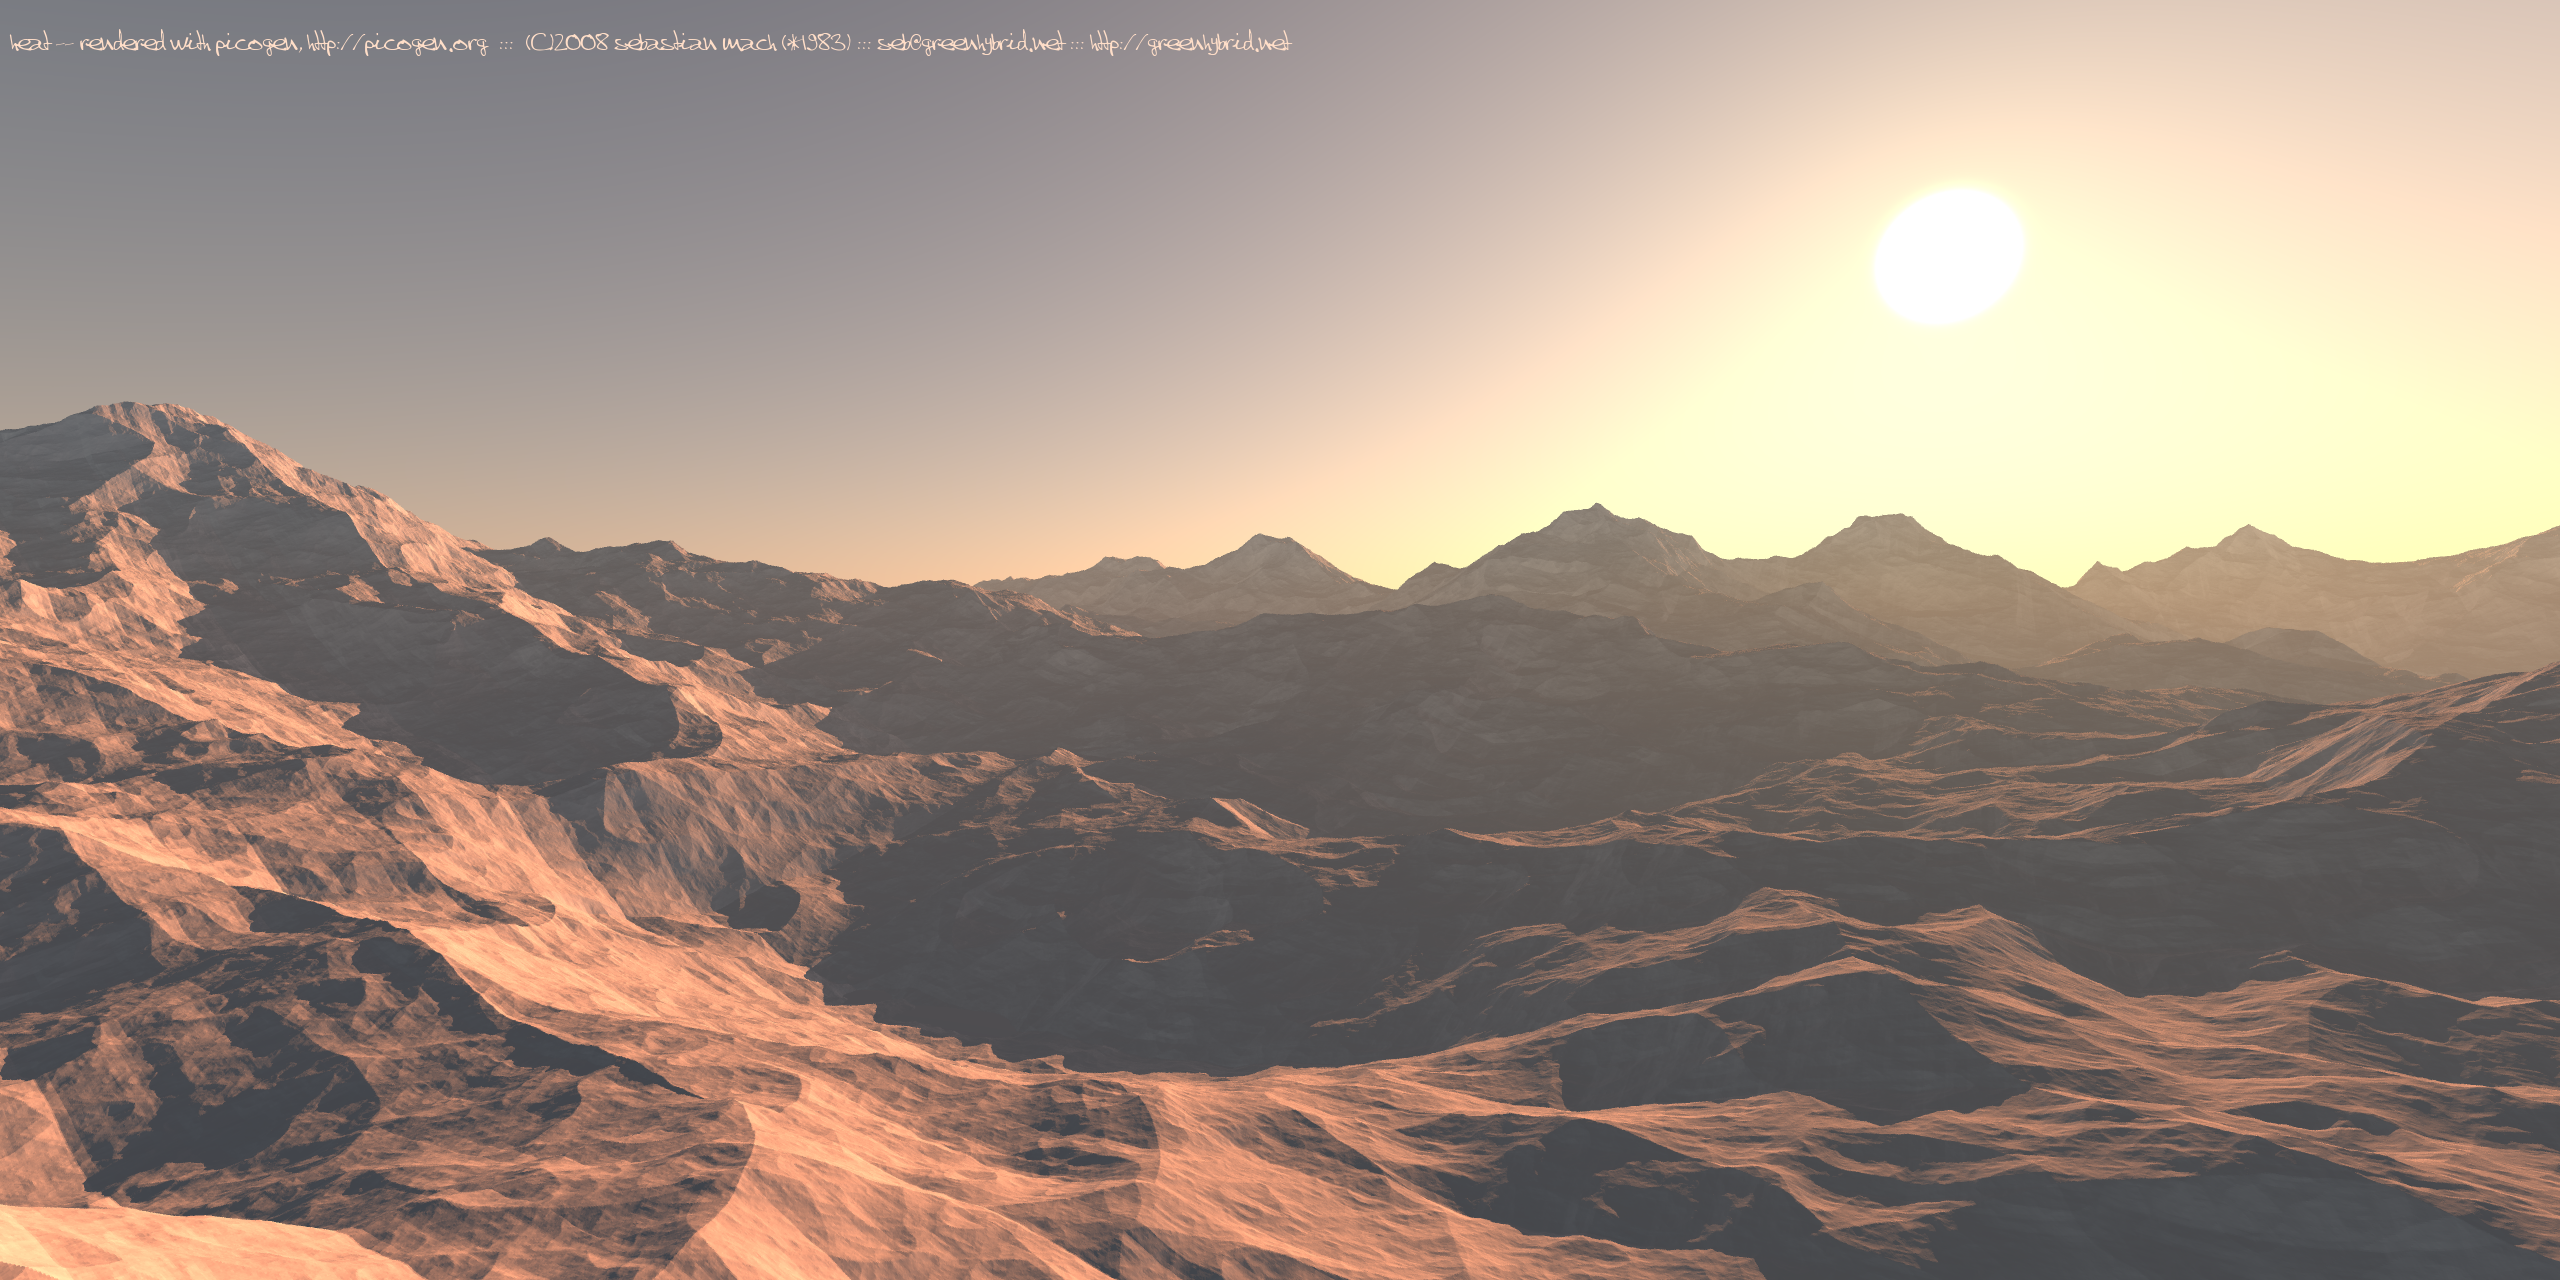 heat -- rendered with picogen, http://picogen.org ::: (C)2008 sebastian mach (*1983) ::: seb@greenhybrid.net ::: http://greenhybrid.net